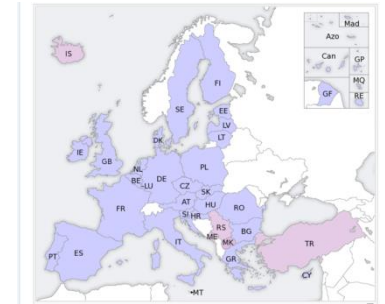 Mad
Azo
IS
Can
GP
MQ
FI
GF
RE
SE
EE
LV
DK
LT
IE
GB
NL
PL
BE
DE
LU
CZ
SK
FR
AT
HU
RO
SI
HR
RS
IT
ME
BG
MK
PT
ES
TR
GR
CY
MT